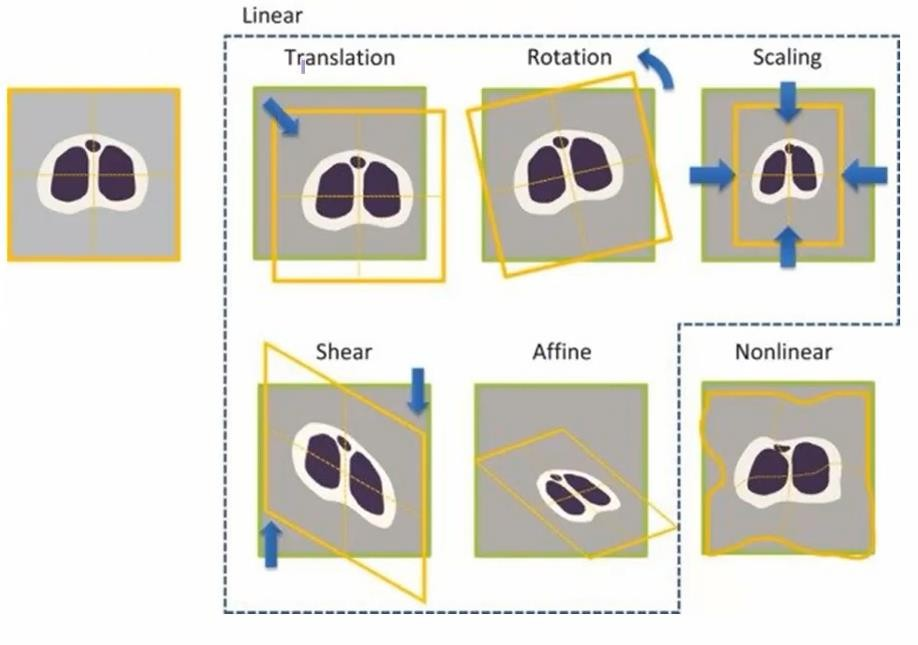 Linear
Translation
Rotation
Scaling
Shear
Affine
Nonlinear